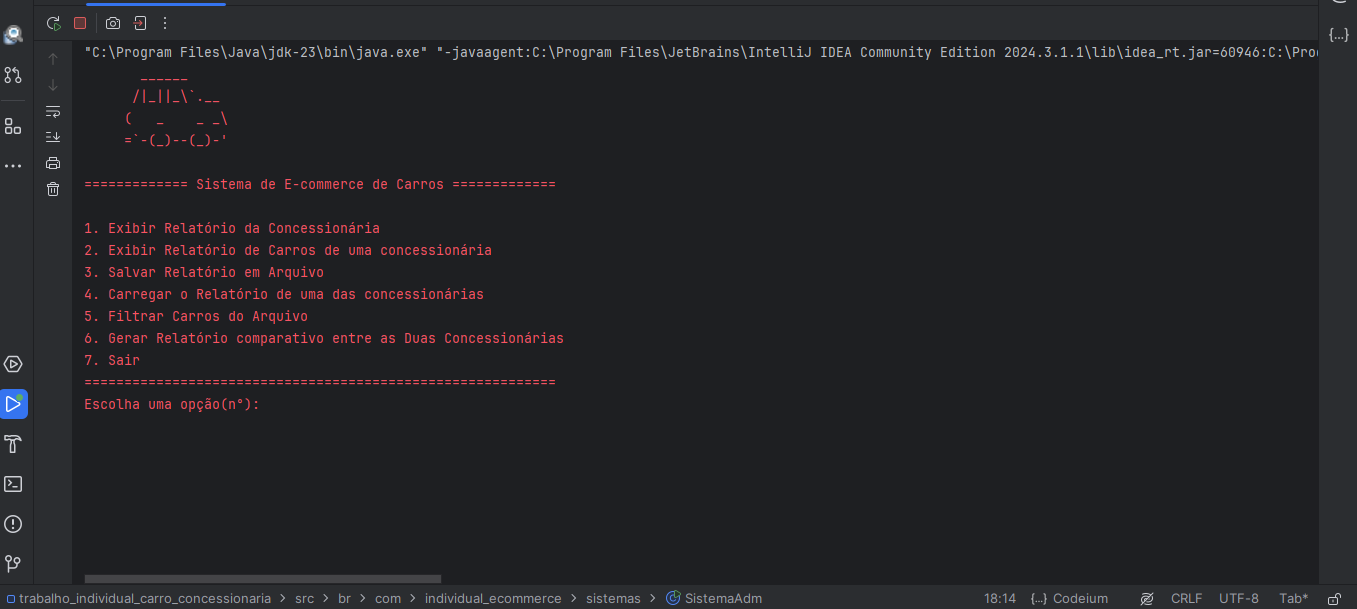 "C:\Program Files\Java\jdk-23\bin\java.exe" "-javaagent:C:\Program Files\JetBrains\IntelliJ IDEA Community Edition 2024.3.1.1\lib\idea_rt.jar=60946:C:\Pro
       ______
      /|_||_\`.__
     (   _    _ _\
     =`-(_)--(_)-'
============= Sistema de E-commerce de Carros =============
1. Exibir Relatório da Concessionária
2. Exibir Relatório de Carros de uma concessionária
3. Salvar Relatório em Arquivo
4. Carregar o Relatório de uma das concessionárias
5. Filtrar Carros do Arquivo
6. Gerar Relatório comparativo entre as Duas Concessionárias
7. Sair
===========================================================
Escolha uma opção(n°):
trabalho_individual_carro_concessionaria > src > br > com > individual_ecommerce > sistemas > SistemaAdm 18:14 {...} Codeium CRLF UTF-8 Tab*
{...}